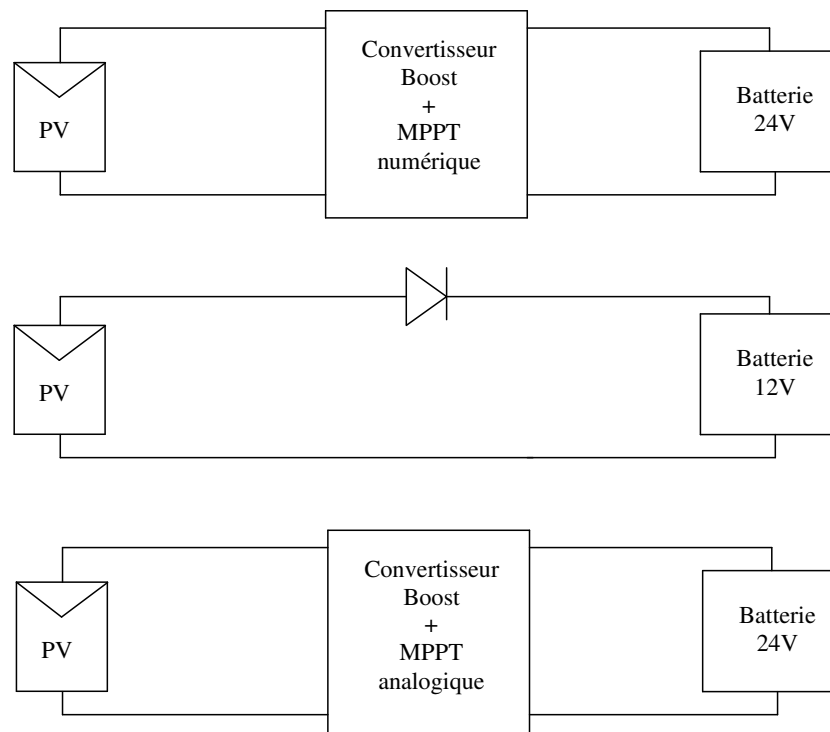 PV
Convertisseur
Boost
+
MPPT
numérique
Batterie
24V
PV
Batterie
12V
PV
Convertisseur
Boost
+
MPPT
analogique
Batterie
24V